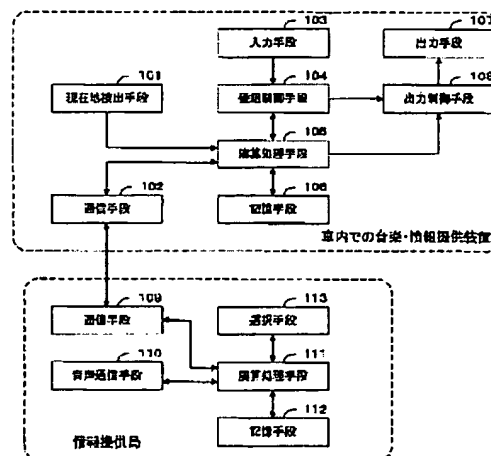 103
入力手段
107
出力手段
101
現在地検出手段
104
機器制御手段
108
出力制御手段
105
演算処理手段
102
通信手段
106
記憶手段
車内での音楽・情報提供装置
109
通信手段
113
選択手段
110
音声通信手段
111
演算処理手段
112
記憶手段
情報提供局